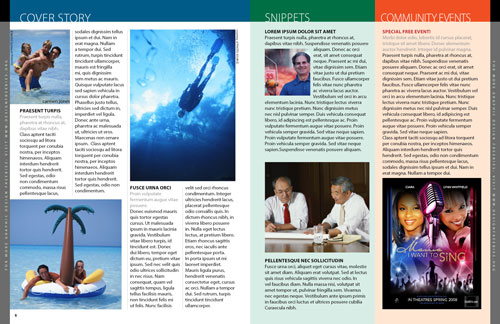 COVER STORY
sodales dignissim tellus
ipsum et dui. Nam in
erat magna. Nullam
a tempor dui. Sed
rutrum, turpis tincidunt
tincidunt ullamcorper,
mauris est fringilla
mi, quis dignissim
sem metus ac mauris.
Quisque vulputate lacus
sed sapien vehicula in
cursus dolor pharetra.
Phasellus justo tellus,
ultricies sed dictum in,
imperdiet vel ligula.
Donec ante urna,
pharetra ac malesuada
ut, ultrices ut eros.
Maecenas non ornare
ipsum. Class aptent
taciti sociosqu ad litora
torquent per conubia
nostra, per inceptos
himenaeos. Aliquam
interdum hendrerit
tortor quis hendrerit.
Sed egestas, odio
non condimentum.
PRAESENT TURPIS
Praesent turpis nulla,
pharetra at rhoncus at,
dapibus vitae nibh.
Class aptent taciti
sociosqu ad litora
torquent per conubia
nostra, per inceptos
himenaeos. Aliquam
interdum hendrerit
tortor quis hendrerit.
Sed egestas, odio
non condimentum
commodo, massa risus
pellentesque lacus,
FUSCE URNA ORCI
Proin vulputate
fermentum augue vitae
posuere.
Donec euismod mauris
quis tortor egestas
cursus. Ut malesuada
ipsum in mauris lacinia
gravida. Vestibulum
vitae libero turpis, id
tincidunt est. Donec
dui libero, tempor eget
dictum eu, pretium vitae
ipsum. Sed nec velit quis
odio ultrices sollicitudin
in nec risus. Nam
consequat, quam vel
sagittis tempus, ligula
tellus facilisis mauris,
non tincidunt felis mi
ut felis. Nunc facilisis
velit sed orci rhoncus
condimentum. Integer
ultricies hendrerit lacus,
placerat pellentesque
odio convallis quis. In
dictum rhoncus nibh, in
viverra libero posuere
in. Nulla eget lectus
lectus, at pretium libero.
Etiam rhoncus sagittis
eros, nec iaculis ante
pellentesque porta.
In porta ipsum ut mi
laoreet imperdiet.
Mauris ligula purus,
hendrerit venenatis
consectetur eget, cursus
ac orci. Nullam a tempor
dui. Sed rutrum, turpis
tincidunt tincidunt
ullamcorper.
6
SNIPPETS
LOREM IPSUM DOLOR SIT AMET
Praesent turpis nulla, pharetra at rhoncus at,
dapibus vitae nibh. Suspendisse venenatis posuere
aliquam. Donec ac orci
erat, sit amet consequat
neque. Praesent ac mi dui,
vitae dignissim sem. Etiam
vitae justo ut dui pretium
faucibus. Fusce ullamcorper
felis vitae nunc pharetra
ac viverra lacus auctor.
Vestibulum vel mi in arcu
elementum lacinia. Nunc tristique lectus viverra
nunc tristique pretium. Nunc dignissim metus
nec nisl pulvinar semper. Duis vehicula consequat
libero, id adipiscing est pellentesque ac. Proin
vulputate fermentum augue vitae posuere. Proin
vehicula semper gravida. Sed vitae neque sapien.
Proin vulputate fermentum augue vitae posuere.
Proin vehicula semper gravida. Sed vitae neque
sapien.Suspendisse venenatis posuere aliquam.
PELLENTESQUE NEC SOLLICITUDIN
Fusce urna orci, aliquet eget cursus vitae, molestie
sit amet diam. Aliquam erat volutpat. Sed at lectus
quis risus vehicula sagittis viverra nec odio. In
vel faucibus diam. Nulla massa nisi, volutpat sit
amet tempor ut, pulvinar fringilla sem. Vivamus
nec egestas neque. Vestibulum ante ipsum primis
in faucibus orci luctus et ultrices posuere cubilia
Curae;ula nibh.
COMMUNITY EVENTS
SPECIAL FREE EVENT!
Morbi dolor odio, lobortis id cursus placerat,
tristique sit amet libero. Donec elementum
auctor hendrerit. Integer id pulvinar magna.
Praesent turpis nulla, pharetra at rhoncus at,
dapibus vitae nibh. Suspendisse venenatis
posuere aliquam. Donec ac orci erat, sit amet
consequat neque. Praesent ac mi dui, vitae
dignissim sem. Etiam vitae justo ut dui pretium
faucibus. Fusce ullamcorper felis vitae nunc
pharetra ac viverra lacus auctor. Vestibulum vel
mi in arcu elementum lacinia. Nunc tristique
lectus viverra nunc tristique pretium. Nunc
dignissim metus nec nisl pulvinar semper. Duis
vehicula consequat libero, id adipiscing est
pellentesque ac. Proin vulputate fermentum
augue vitae posuere. Proin vehicula semper
gravida. Sed vitae neque sapien.
Class aptent taciti sociosqu ad litora torquent
per conubia nostra, per inceptos himenaeos.
Aliquam interdum hendrerit tortor quis
hendrerit. Sed egestas, odio non condimentum
commodo, massa risus pellentesque lacus,
sodales dignissim tellus ipsum et dui. Nam in
erat magna. Nullam a tempor dui.
CIARA
LYNN WHITFIELD
Mama
I WANT TO
SING
IN THEATRES SPRING 2008